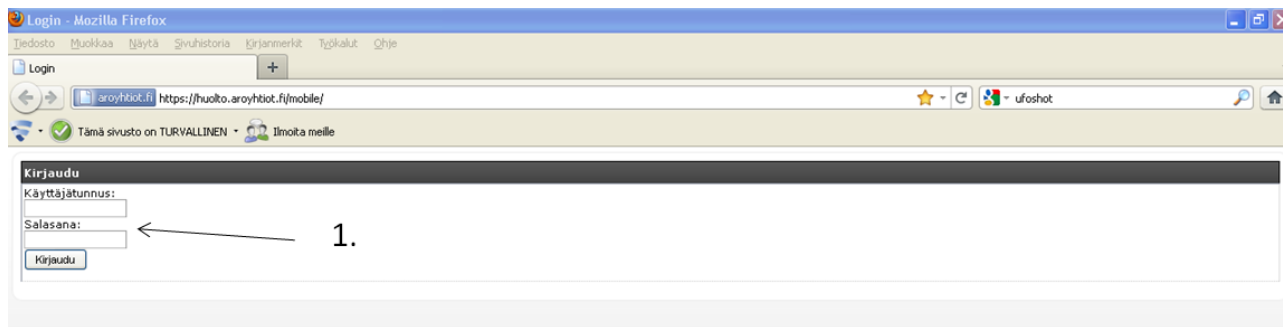 Login - Mozilla Firefox
Tiedosto Muokkaa Näytä Sivuhistoria Kirjanmerkit Työkalut Ohje
Login +
aroyhtiot.fi https://huolto.aroyhtiot.fi/mobile/ ufoshot
Tämä sivusto on TURVALLINEN Ilmoita meille
Kirjaudu
Käyttäjätunnus:
Salasana:
1.
Kirjaudu